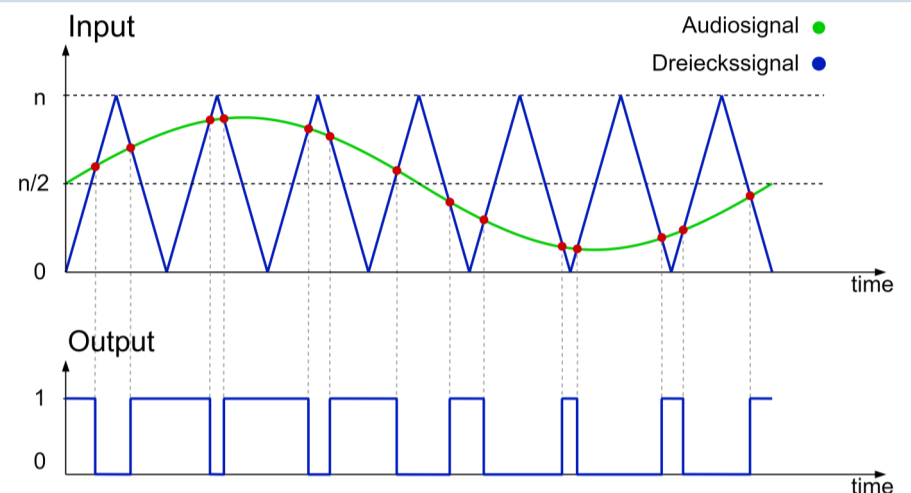 Input
Audiosignal
Dreieckssignal
n
n/2
0
time
Output
1
0
time